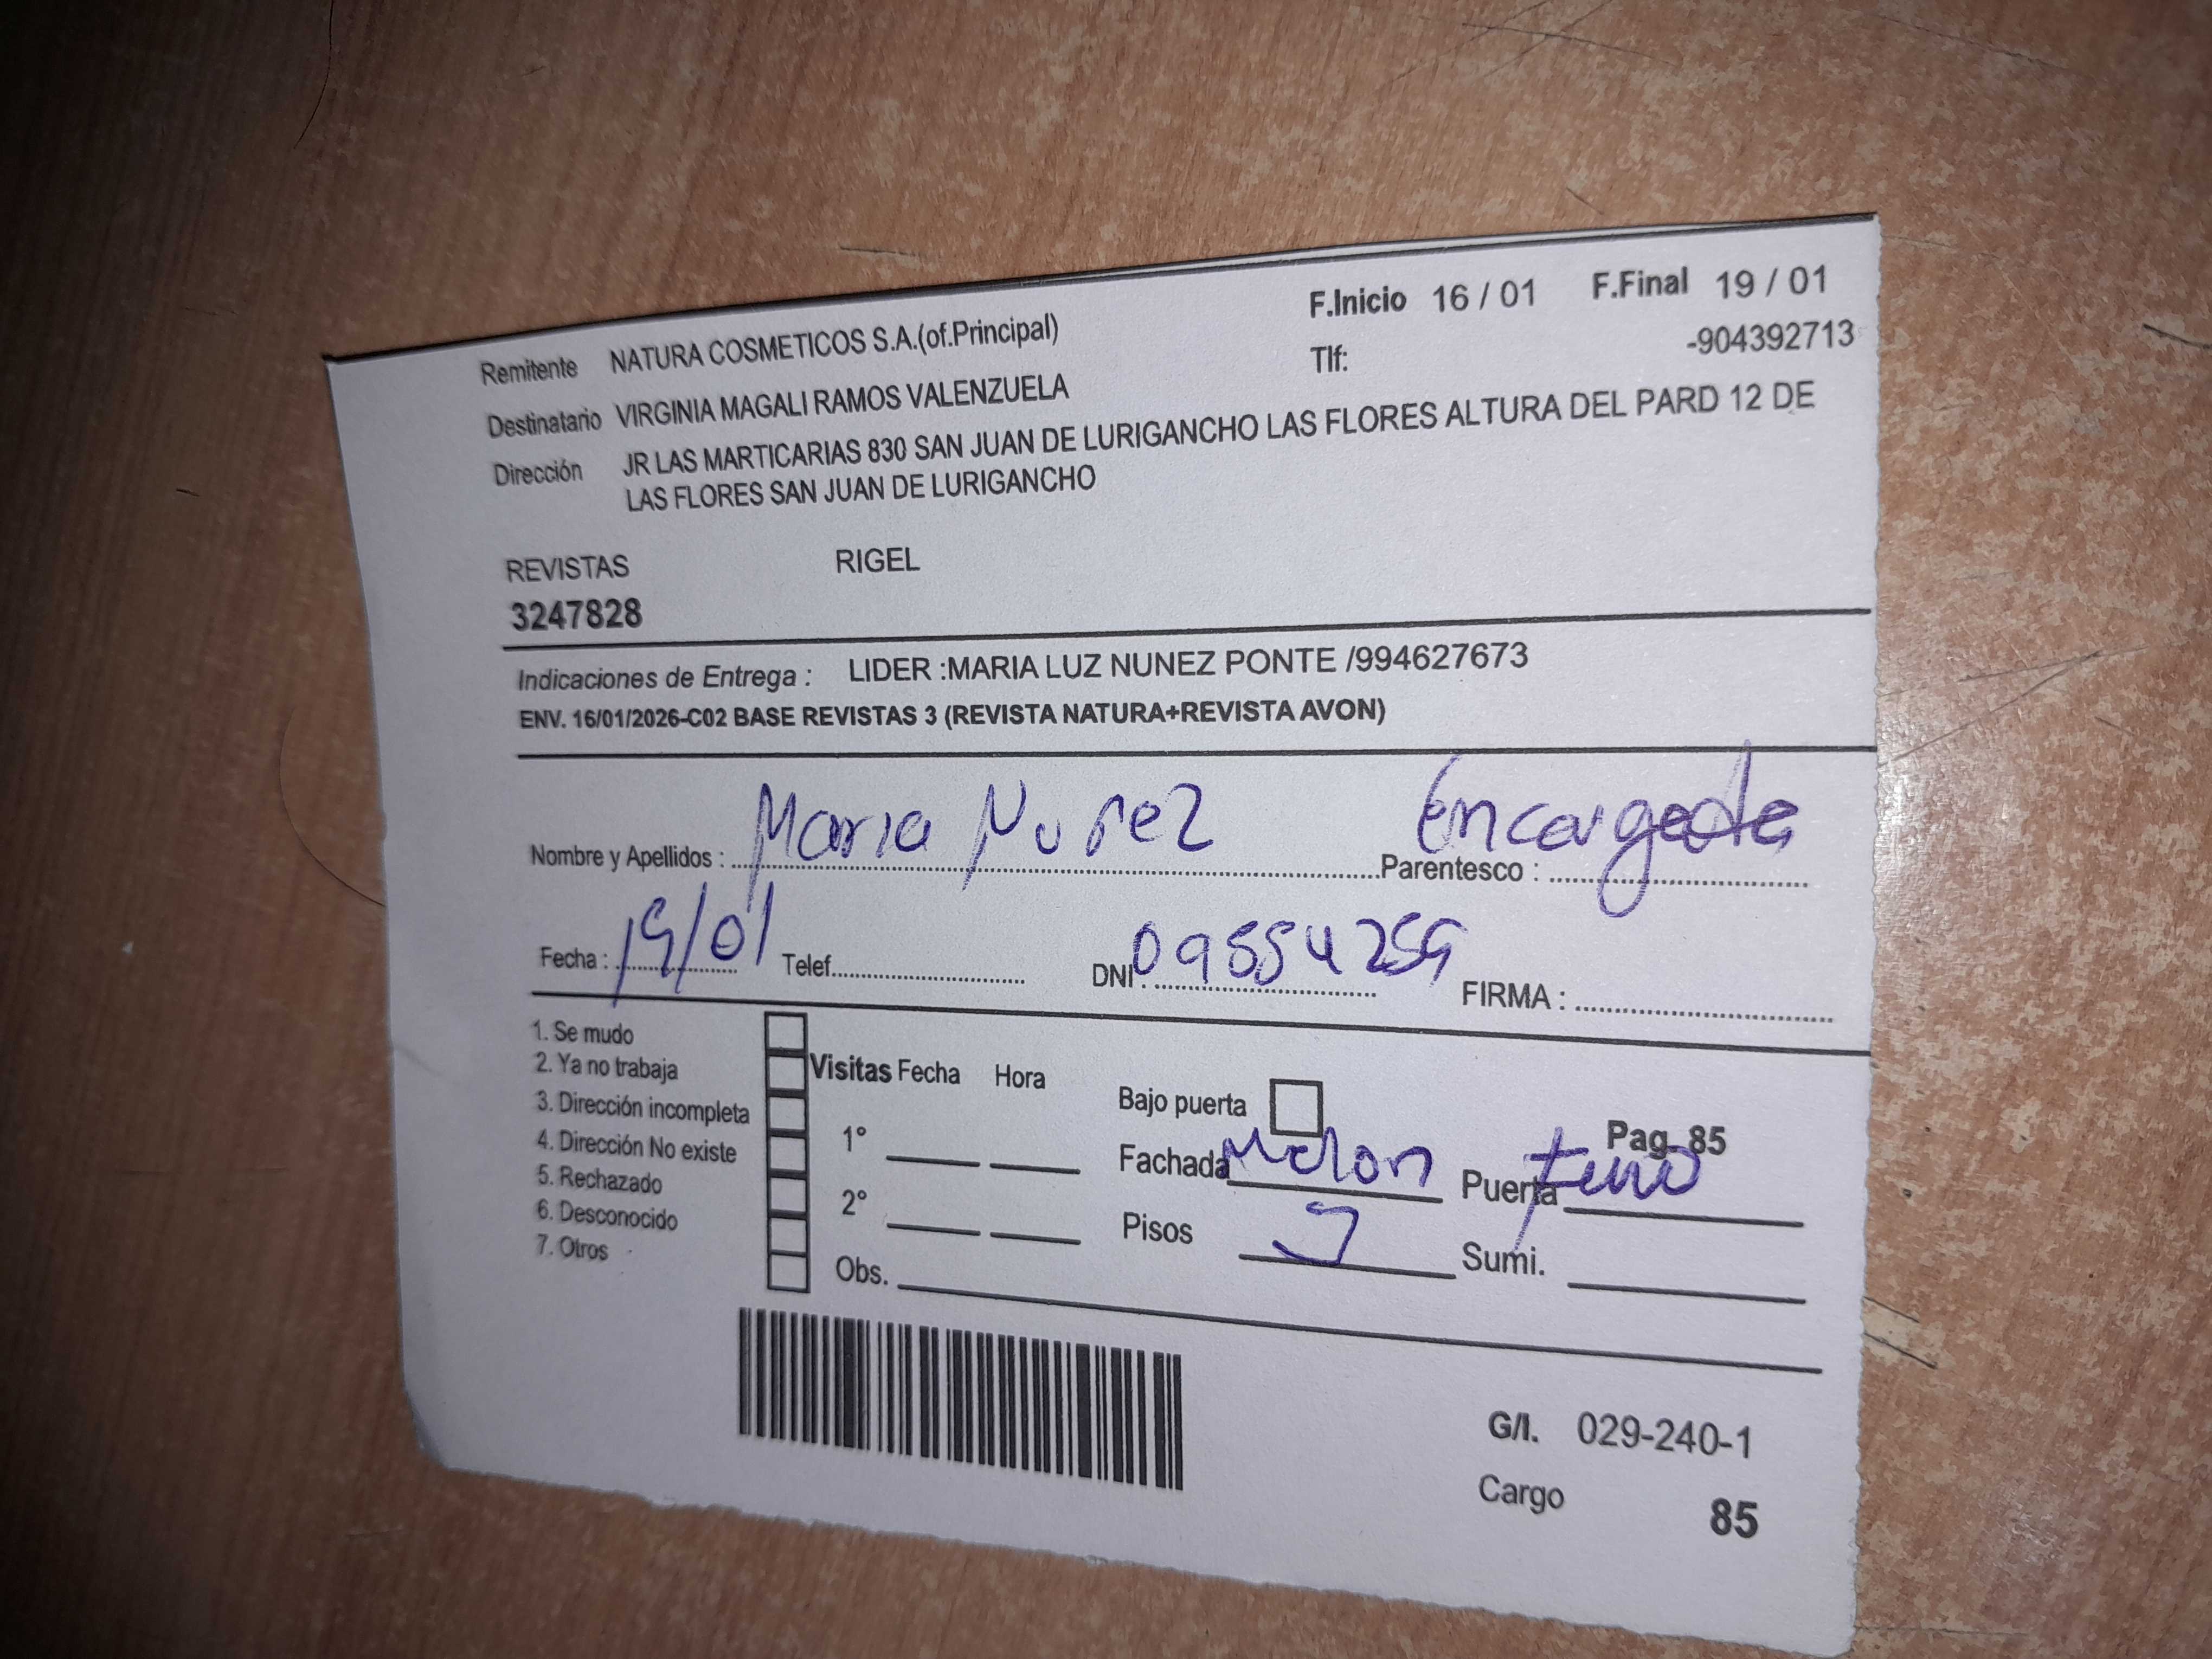 F.Inicio 16 / 01 F.Final 19 / 01
Remitente NATURA COSMETICOS S.A.(of.Principal) Tlf: -904392713
Destinatario VIRGINIA MAGALI RAMOS VALENZUELA
Dirección JR LAS MARTICARIAS 830 SAN JUAN DE LURIGANCHO LAS FLORES ALTURA DEL PARD 12 DE
LAS FLORES SAN JUAN DE LURIGANCHO
REVISTAS RIGEL
3247828
Indicaciones de Entrega : LIDER :MARIA LUZ NUNEZ PONTE /994627673
ENV. 16/01/2026-C02 BASE REVISTAS 3 (REVISTA NATURA+REVISTA AVON)
Nombre y Apellidos : Maria Nuñez Parentesco : Encargada
Fecha : 19/01 Telef. DNI. 09554259 FIRMA :
1. Se mudo
2. Ya no trabaja
3. Dirección incompleta
4. Dirección No existe
5. Rechazado
6. Desconocido
7. Otros
Visitas Fecha Hora
1°
2°
Obs.
Bajo puerta Pag. 85
Fachada Melon Puerta
Pisos Sumi.
G/I. 029-240-1
Cargo 85